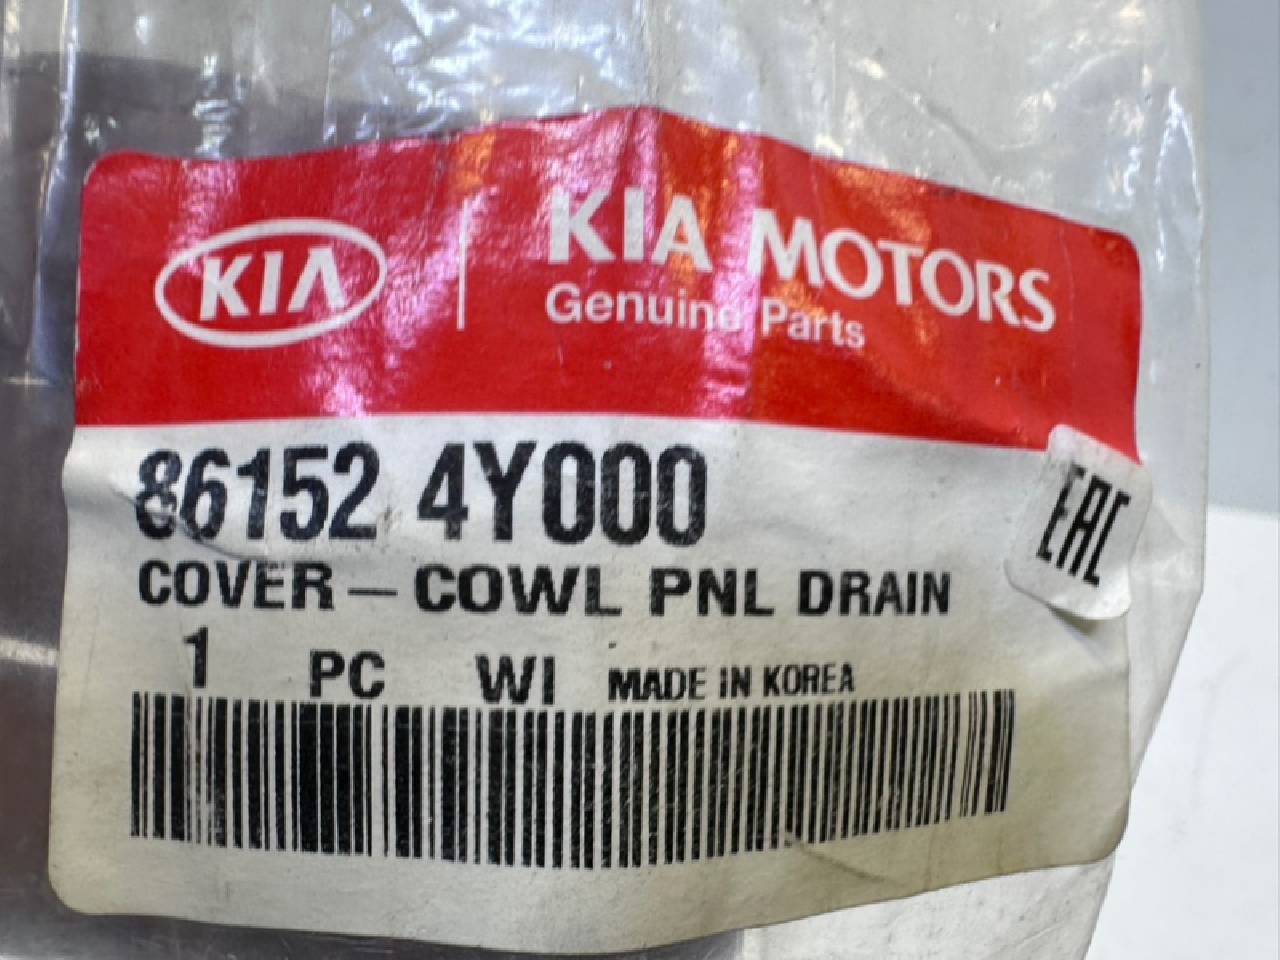 KIA
KIA MOTORS
Genuine Parts
86152 4Y000
EAC
COVER – COWL PNL DRAIN
1 PC WI MADE IN KOREA